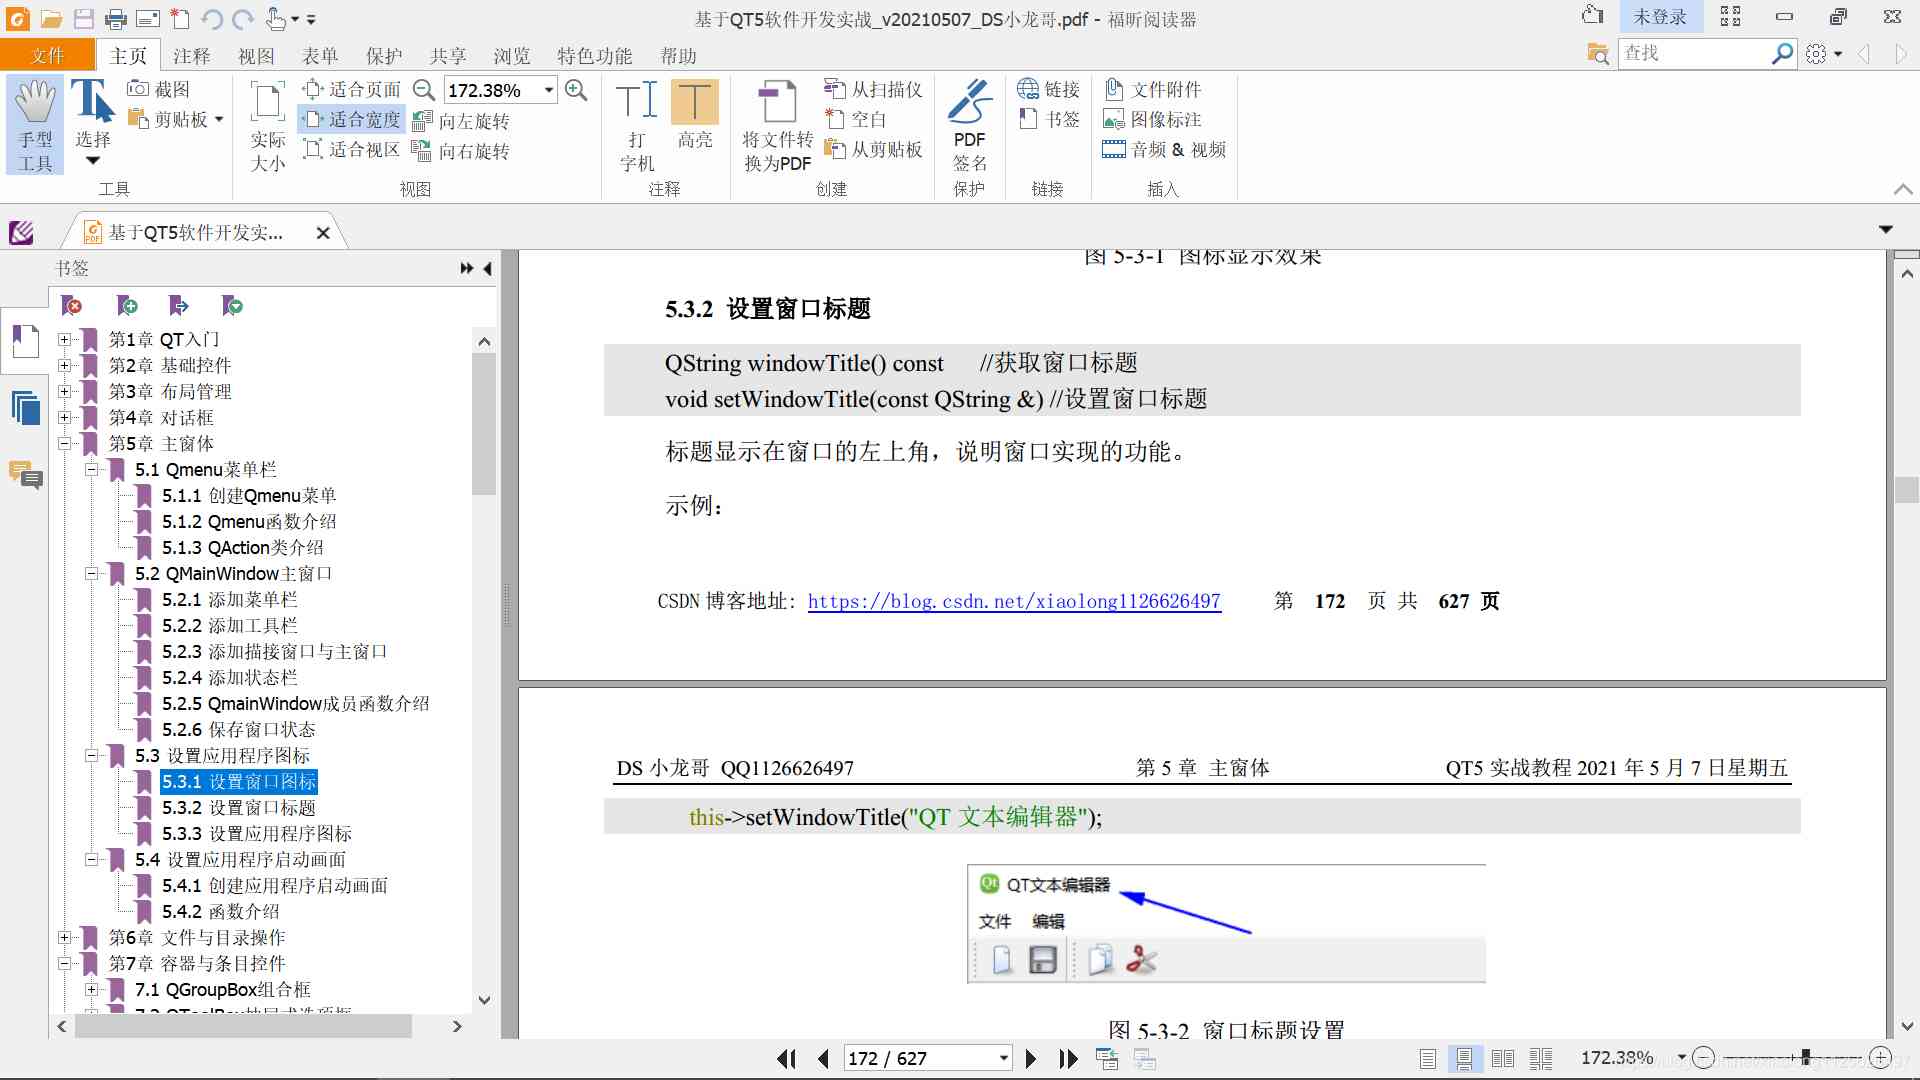 基于QT5软件开发实战_v20210507_DS小龙哥.pdf - 福昕阅读器
未登录
文件 主页 注释 视图 表单 保护 共享 浏览 特色功能 帮助
查找
手型工具
选择
截图
剪贴板
工具
实际大小
适合页面
适合宽度
适合视区
172.38%
向左旋转
向右旋转
视图
打字机
高亮
注释
将文件转换为PDF
从扫描仪
空白
从剪贴板
创建
PDF签名
保护
链接
书签
链接
文件附件
图像标注
音频 & 视频
插入
基于QT5软件开发实...
书签
第1章 QT入门
第2章 基础控件
第3章 布局管理
第4章 对话框
第5章 主窗体
5.1 Qmenu菜单栏
5.1.1 创建Qmenu菜单
5.1.2 Qmenu函数介绍
5.1.3 QAction类介绍
5.2 QMainWindow主窗口
5.2.1 添加菜单栏
5.2.2 添加工具栏
5.2.3 添加描接窗口与主窗口
5.2.4 添加状态栏
5.2.5 QmainWindow成员函数介绍
5.2.6 保存窗口状态
5.3 设置应用程序图标
5.3.1 设置窗口图标
5.3.2 设置窗口标题
5.3.3 设置应用程序图标
5.4 设置应用程序启动画面
5.4.1 创建应用程序启动画面
5.4.2 函数介绍
第6章 文件与目录操作
第7章 容器与条目控件
7.1 QGroupBox组合框
图 5-3-1 图标显示效果
5.3.2 设置窗口标题
QString windowTitle() const //获取窗口标题
void setWindowTitle(const QString &) //设置窗口标题
标题显示在窗口的左上角，说明窗口实现的功能。
示例：
CSDN 博客地址: https://blog.csdn.net/xiaolong1126626497 第 172 页 共 627 页
DS 小龙哥 QQ1126626497 第 5 章 主窗体 QT5 实战教程 2021 年 5 月 7 日星期五
this->setWindowTitle("QT 文本编辑器");
Qt QT文本编辑器
文件 编辑
图 5-3-2 窗口标题设置
172 / 627
172.38%